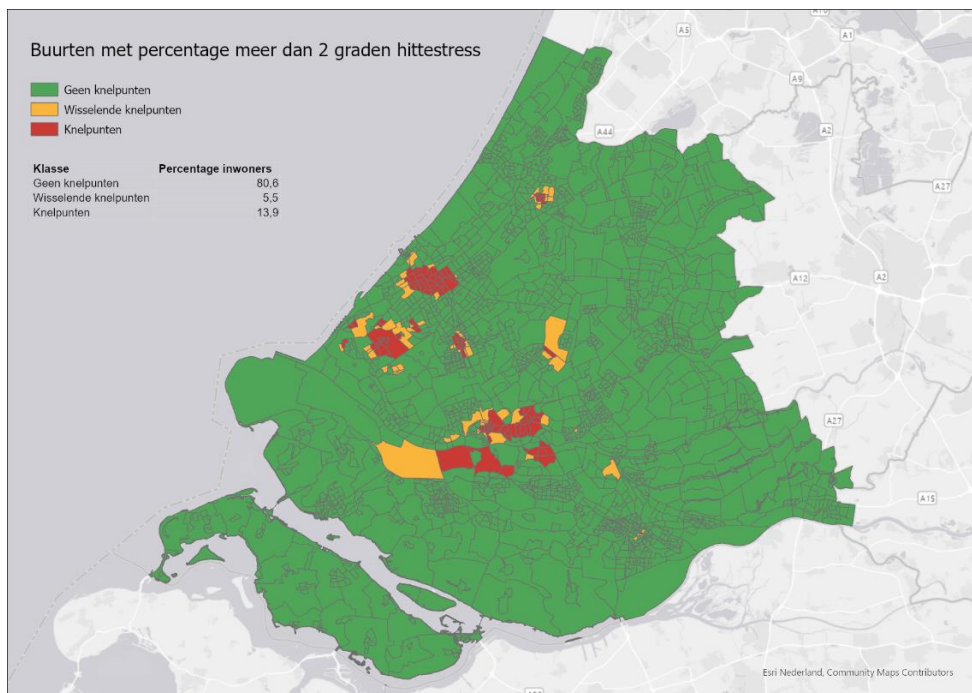 Buurten met percentage meer dan 2 graden hittestress
Geen knelpunten
Wisselende knelpunten
Knelpunten
Klasse Percentage inwoners
Geen knelpunten 80,6
Wisselende knelpunten 5,5
Knelpunten 13,9
A5
A1
A9
A44
A2
A27
A12
A2
A27
A15
Esri Nederland, Community Maps Contributors